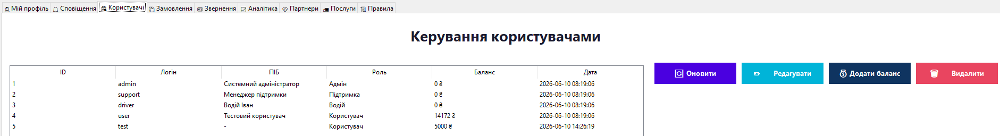 Мій профіль Сповіщення Користувачі Замовлення Звернення Аналітика Партнери Послуги Правила
Керування користувачами
ID Логін ПІБ Роль Баланс Дата
1 admin Системний адміністратор Адмін 0 ₴ 2026-06-10 08:19:06
2 support Менеджер підтримки Підтримка 0 ₴ 2026-06-10 08:19:06
3 driver Водій Іван Водій 0 ₴ 2026-06-10 08:19:06
4 user Тестовий користувач Користувач 14172 ₴ 2026-06-10 08:19:06
5 test - Користувач 5000 ₴ 2026-06-10 14:26:19
Оновити Редагувати Додати баланс Видалити